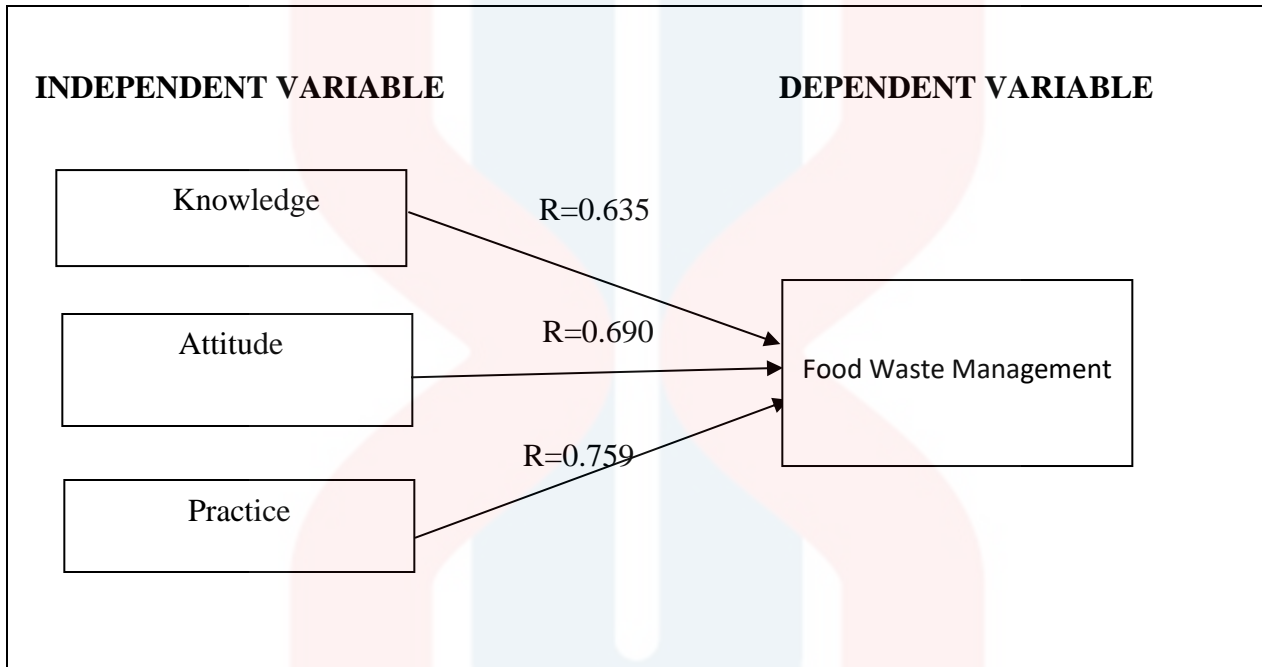 INDEPENDENT VARIABLE
DEPENDENT VARIABLE
Knowledge
R=0.635
Attitude
R=0.690
Food Waste Management
Practice
R=0.759